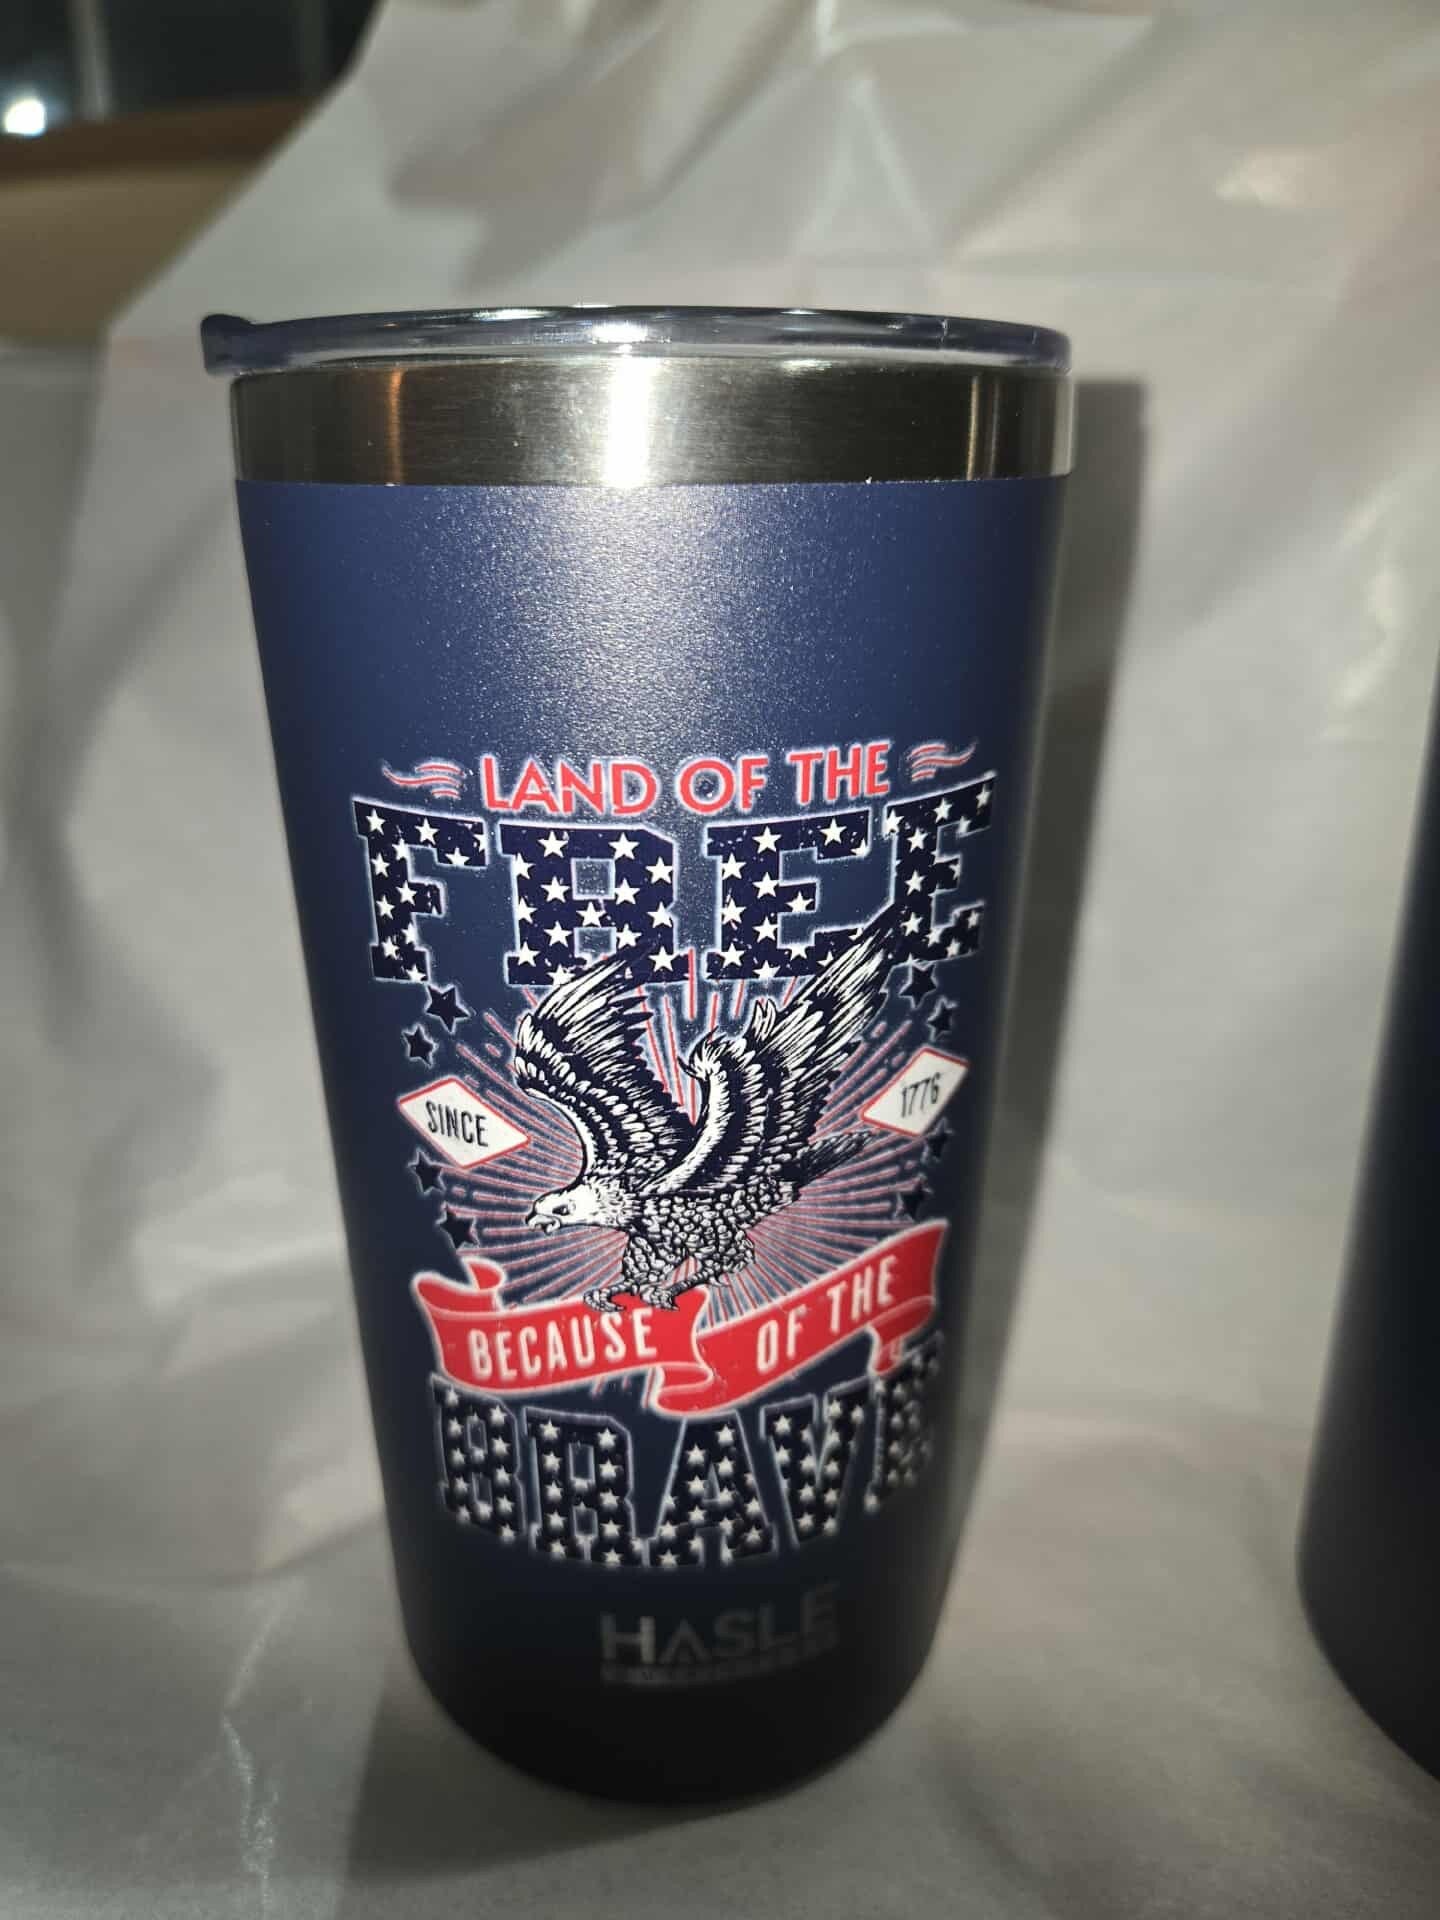 LAND OF THE
FREE
SINCE
1776
BECAUSE OF THE
BRAVE
HASLE